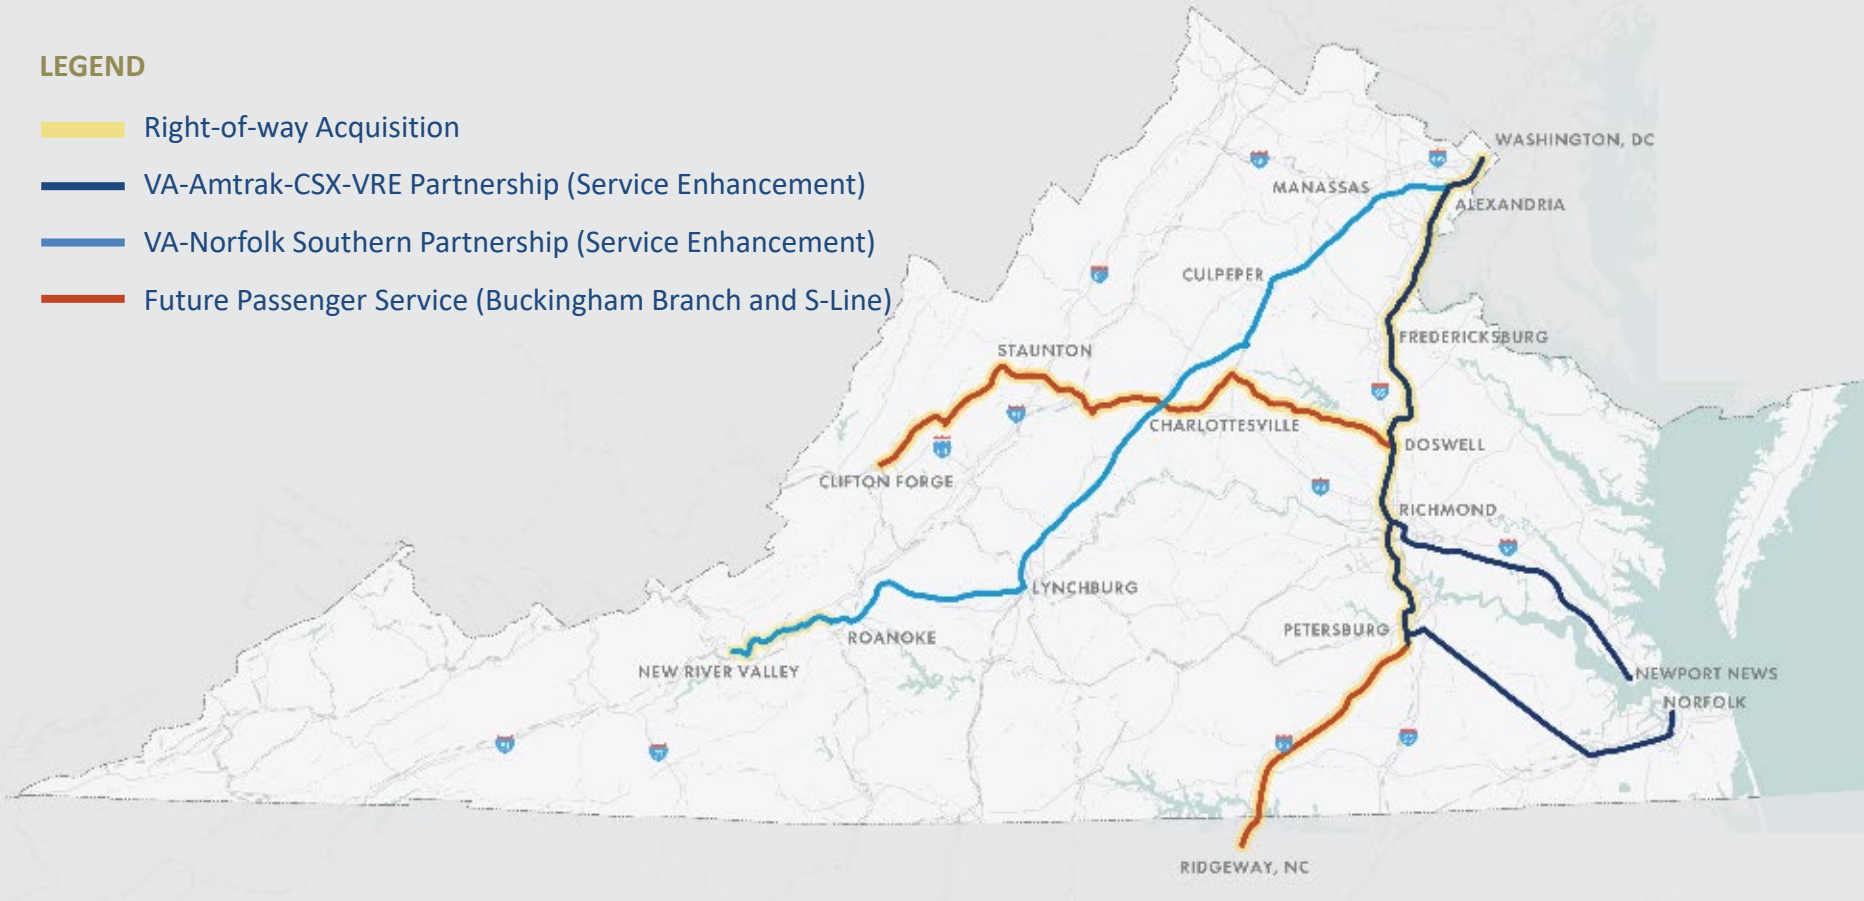 LEGEND
Right-of-way Acquisition
VA-Amtrak-CSX-VRE Partnership (Service Enhancement)
VA-Norfolk Southern Partnership (Service Enhancement)
Future Passenger Service (Buckingham Branch and S-Line)
WASHINGTON, DC
MANASSAS
ALEXANDRIA
CULPEPER
FREDERICKSBURG
STAUNTON
CHARLOTTESVILLE
DOSWELL
CLIFTON FORGE
RICHMOND
LYNCHBURG
PETERSBURG
ROANOKE
NEW RIVER VALLEY
NEWPORT NEWS
NORFOLK
RIDGEWAY, NC